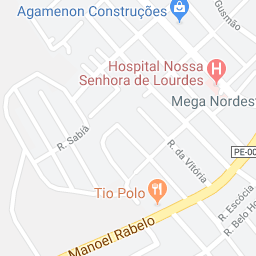 Agamenon Construções
Gusmão
Hospital Nossa
Senhora de Lourdes
Mega Nordest
R. Sabiá
R. da Vitória
PE-00
Tio Polo
R. Escócia
R. Belo Ho
Manoel Rabelo